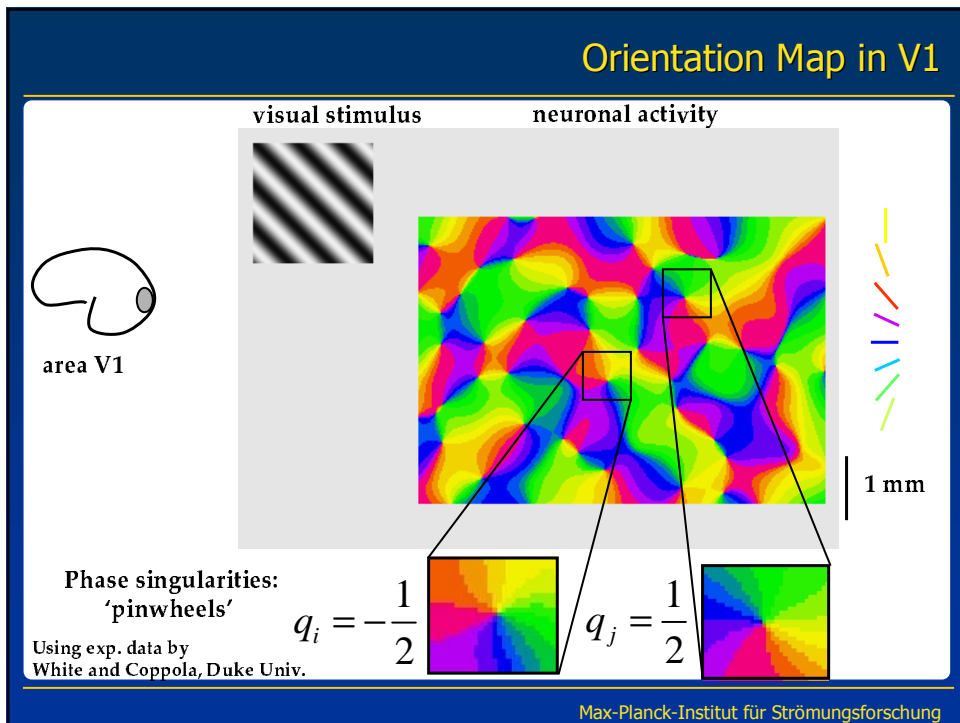 Orientation Map in V1
visual stimulus
neuronal activity
area V1
1 mm
Phase singularities:
'pinwheels'
q_i = -1/2
q_j = 1/2
Using exp. data by
White and Coppola, Duke Univ.
Max-Planck-Institut für Strömungsforschung